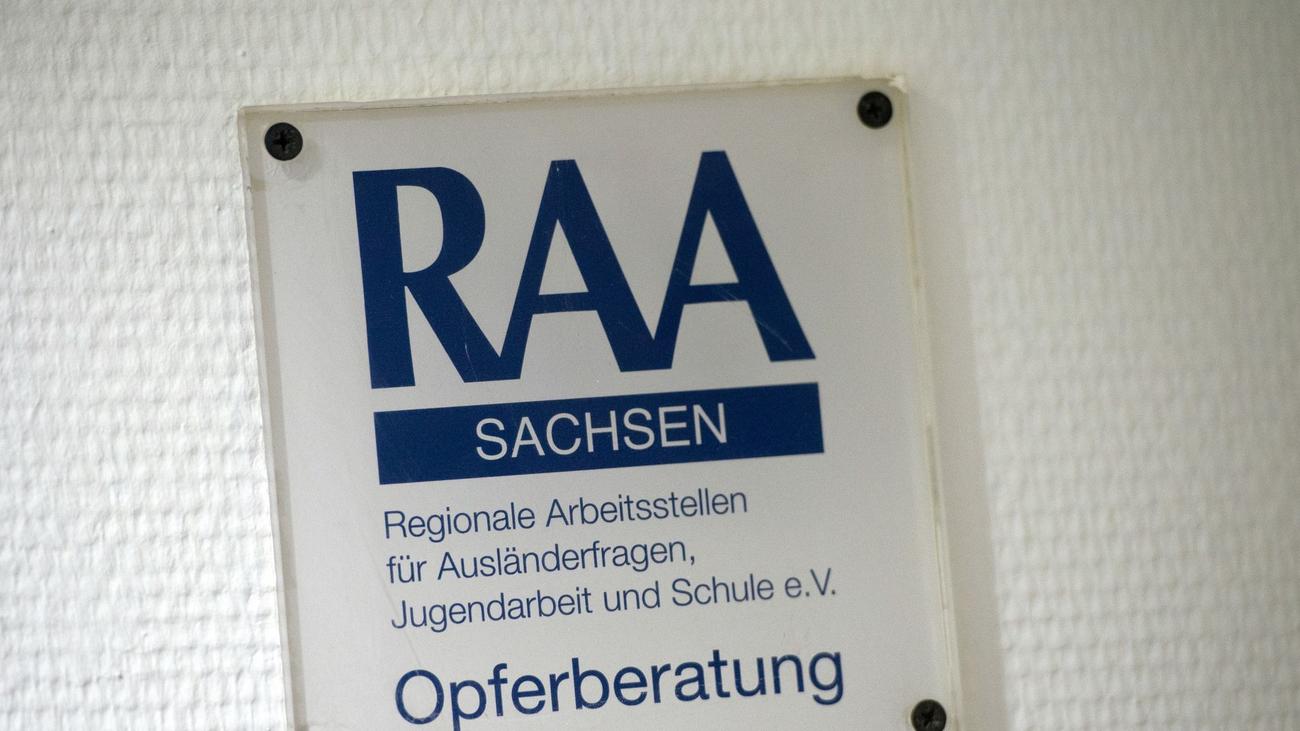 RAA
SACHSEN
Regionale Arbeitsstellen
für Ausländerfragen,
Jugendarbeit und Schule e.V.
Opferberatung